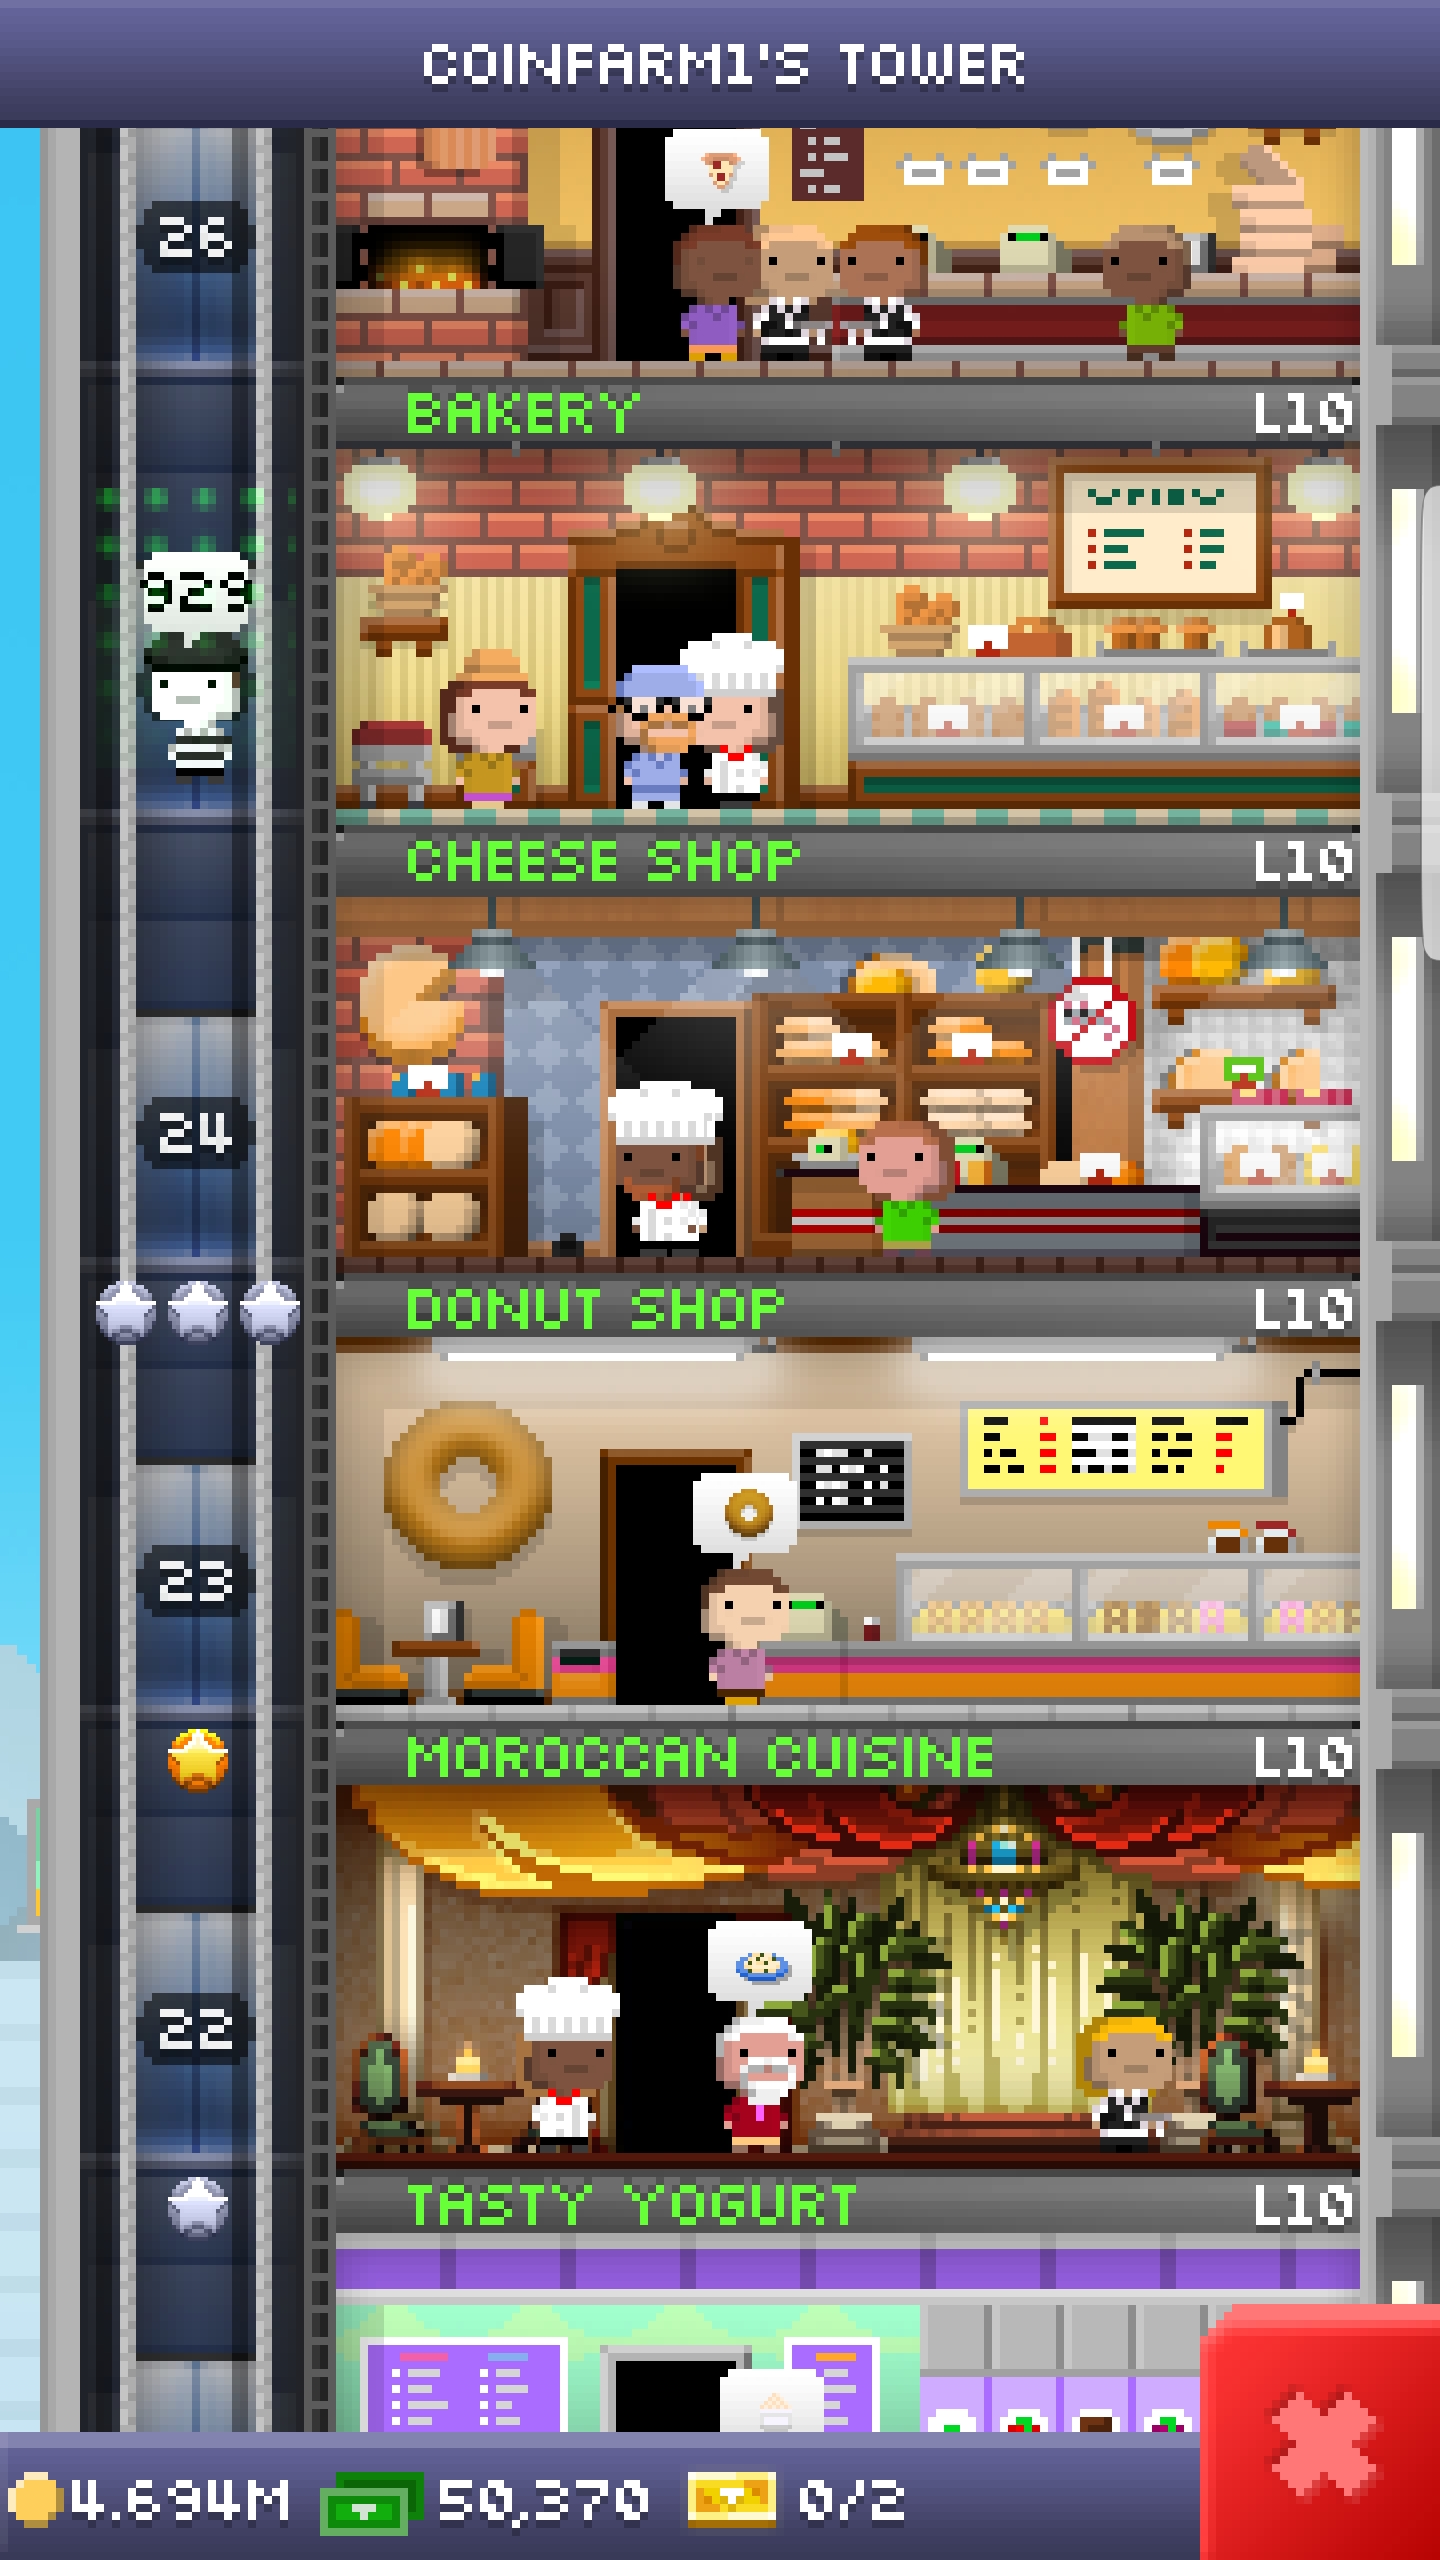 COINFARM1'S TOWER
26
BAKERY L10
929
CHEESE SHOP L10
24
DONUT SHOP L10
23
MOROCCAN CUISINE L10
22
TASTY YOGURT L10
4.694M 50,370 0/2